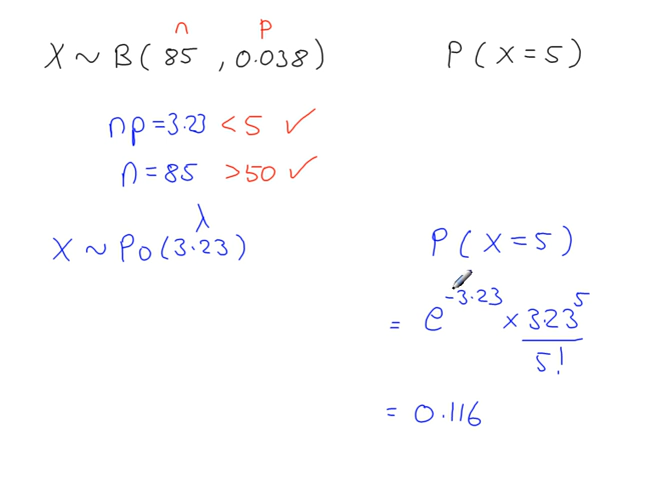 n p
X ~ B( 85 , 0.038) P ( X = 5 )
np = 3.23 < 5 ✓
n = 85 > 50 ✓
λ
X ~ Po (3.23) P ( X = 5 )
= e^-3.23 × 3.23^5 / 5!
= 0.116